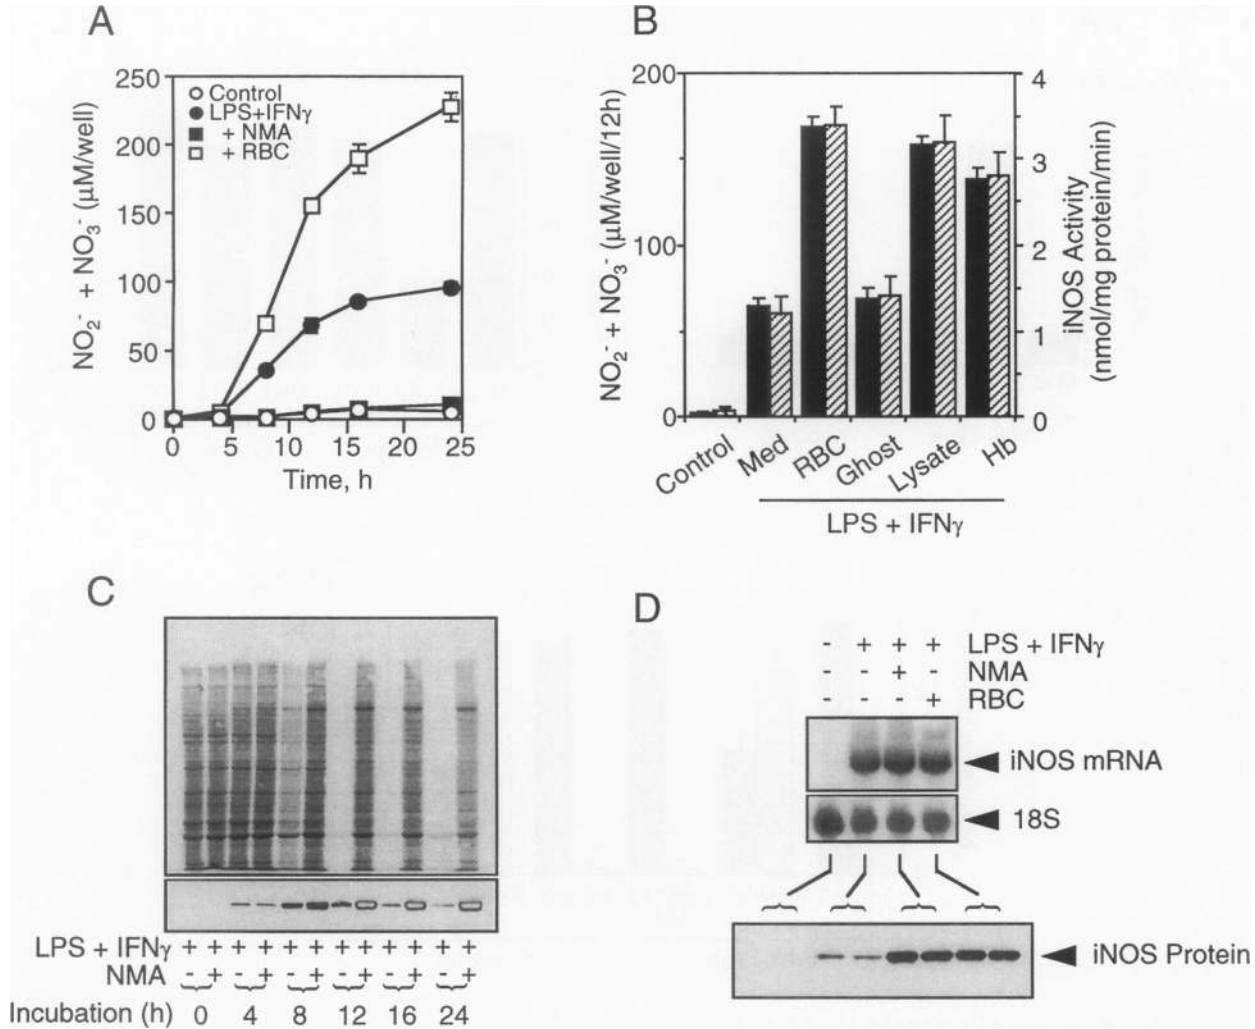 A
NO₂⁻ + NO₃⁻ (μM/well)
250
200
150
100
50
0
Control
LPS+IFNγ
+ NMA
+ RBC
0
5
10
15
20
25
Time, h
B
NO₂⁻ + NO₃⁻ (μM/well/12h)
200
100
0
4
3
2
1
0
iNOS Activity
(nmol/mg protein/min)
Control
Med
RBC
Ghost
Lysate
Hb
LPS + IFNγ
C
LPS + IFNγ + + + + + + + + + + + +
NMA - + - + - + - + - + - +
Incubation (h) 0 4 8 12 16 24
D
- + + + LPS + IFNγ
- - + NMA
- - + RBC
iNOS mRNA
18S
iNOS Protein